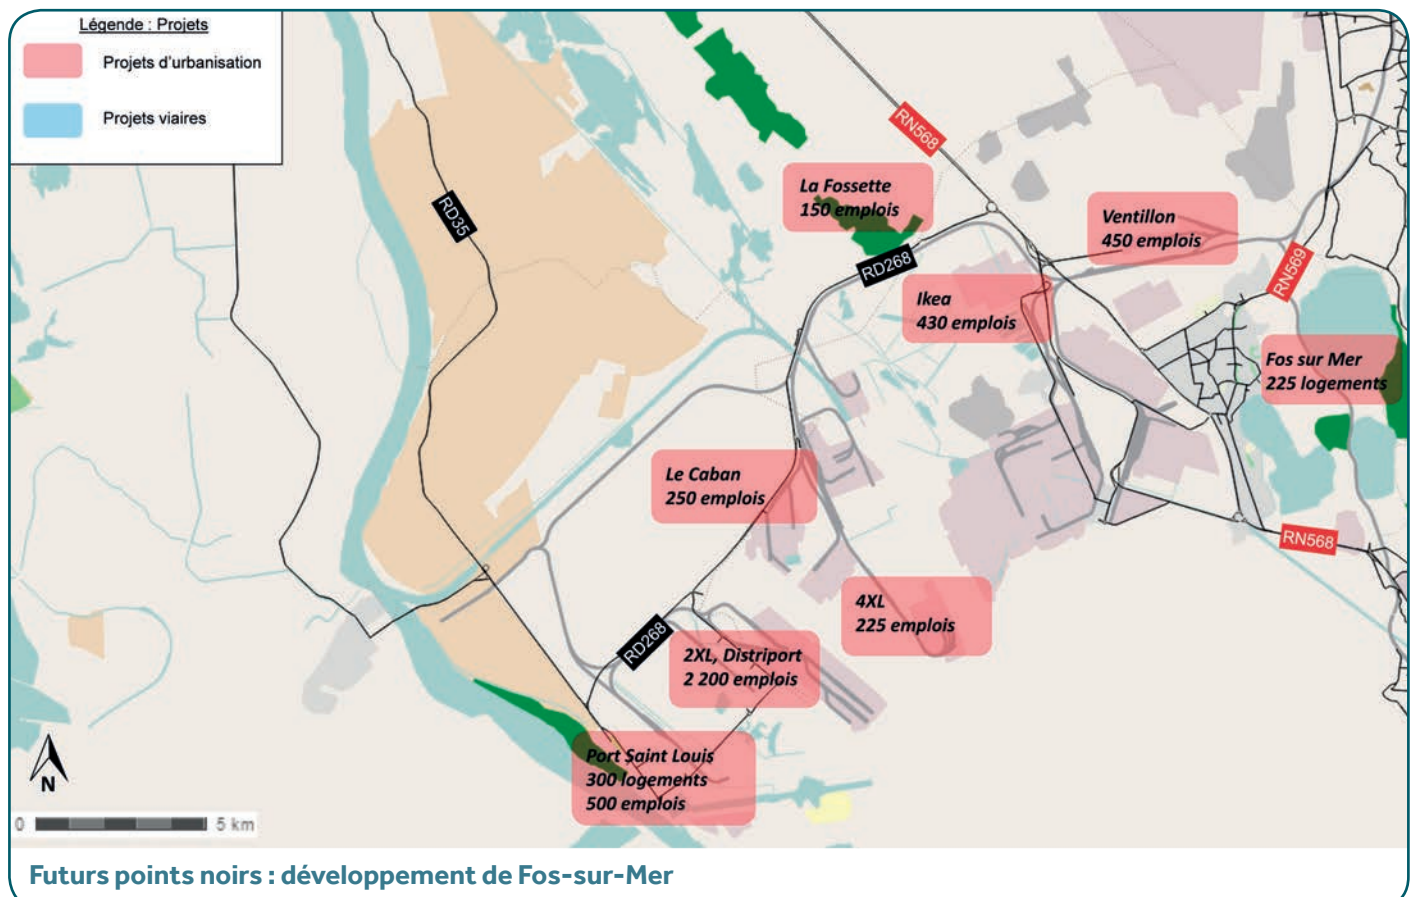 Légende : Projets
Projets d'urbanisation
Projets viaires
RN568
RD35
La Fossette
150 emplois
Ventillon
450 emplois
RD268
RN569
Ikea
430 emplois
Fos sur Mer
225 logements
Le Caban
250 emplois
RN568
4XL
225 emplois
RD268
2XL, Distriport
2 200 emplois
Port Saint Louis
300 logements
500 emplois
N
0 5 km
Futurs points noirs : développement de Fos-sur-Mer